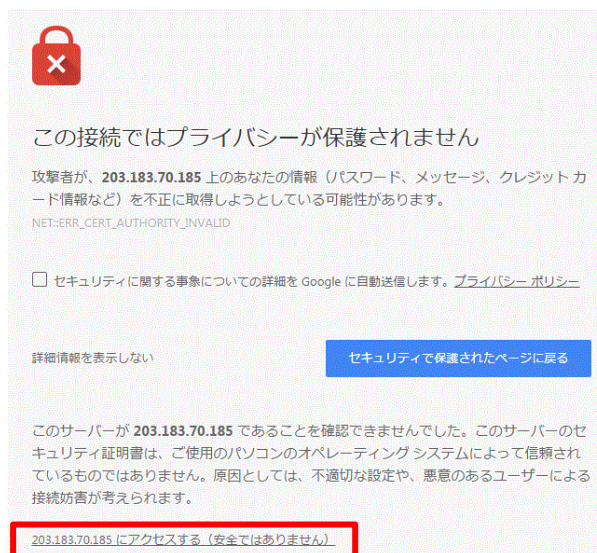 この接続ではプライバシーが保護されません
攻撃者が、203.183.70.185 上のあなたの情報（パスワード、メッセージ、クレジット カ
ード情報など）を不正に取得しようとしている可能性があります。
NET::ERR_CERT_AUTHORITY_INVALID
セキュリティに関する事象についての詳細を Google に自動送信します。プライバシー ポリシー
詳細情報を表示しない
セキュリティで保護されたページに戻る
このサーバーが 203.183.70.185 であることを確認できませんでした。このサーバーのセ
キュリティ証明書は、ご使用のパソコンのオペレーティング システムによって信頼され
ているものではありません。原因としては、不適切な設定や、悪意のあるユーザーによる
接続妨害が考えられます。
203.183.70.185 にアクセスする（安全ではありません）